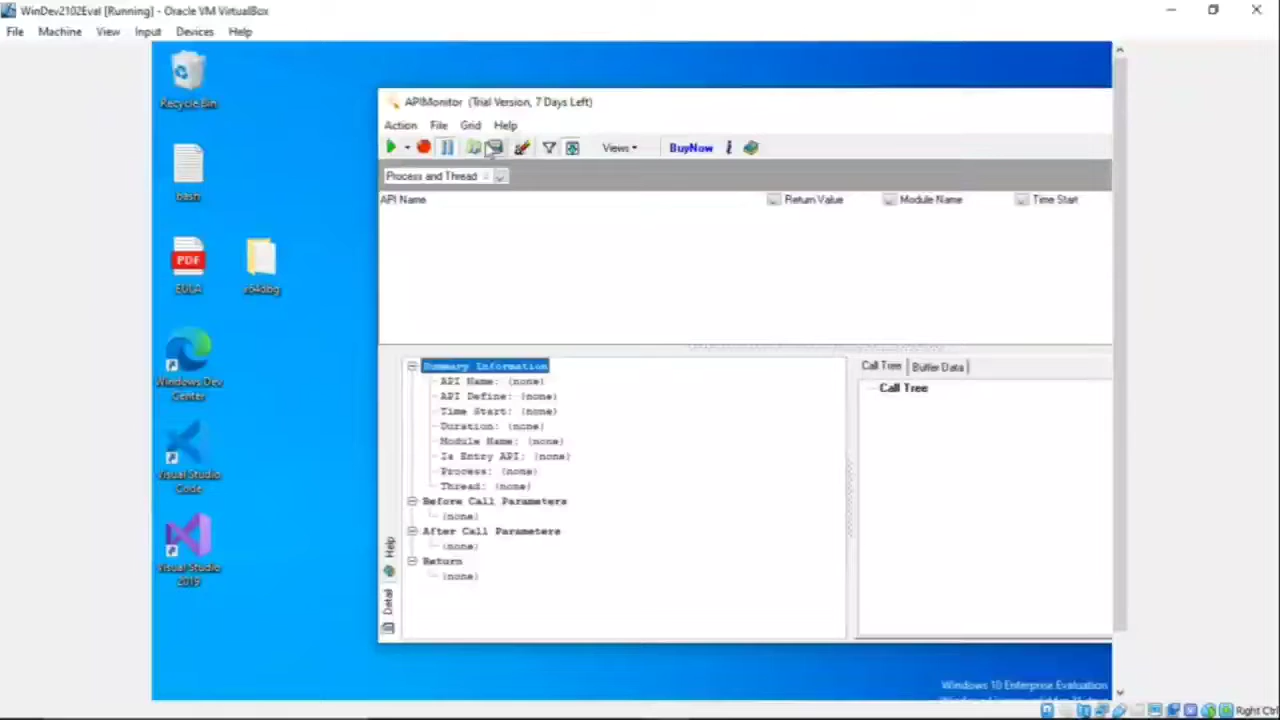 WinDev2102Eval [Running] - Oracle VM VirtualBox
File Machine View Input Devices Help
Recycle Bin
bash
PDF
EULA
x64dbg
Windows Dev
Center
Visual Studio
Code
Visual Studio
2019
APIMonitor (Trial Version, 7 Days Left)
Action File Grid Help
Views BuyNow i
Process and Thread
API Name Return Value Module Name Time Start
Summary Information
API Name: (none)
API Define: (none)
Time Start: (none)
Duration: (none)
Module Name: (none)
Is Entry API: (none)
Process: (none)
Thread: (none)
Before Call Parameters
(none)
After Call Parameters
(none)
Return
(none)
Help
Detail
Call Tree Buffer Data
Call Tree
Windows 10 Enterprise Evaluation
Right Ctrl